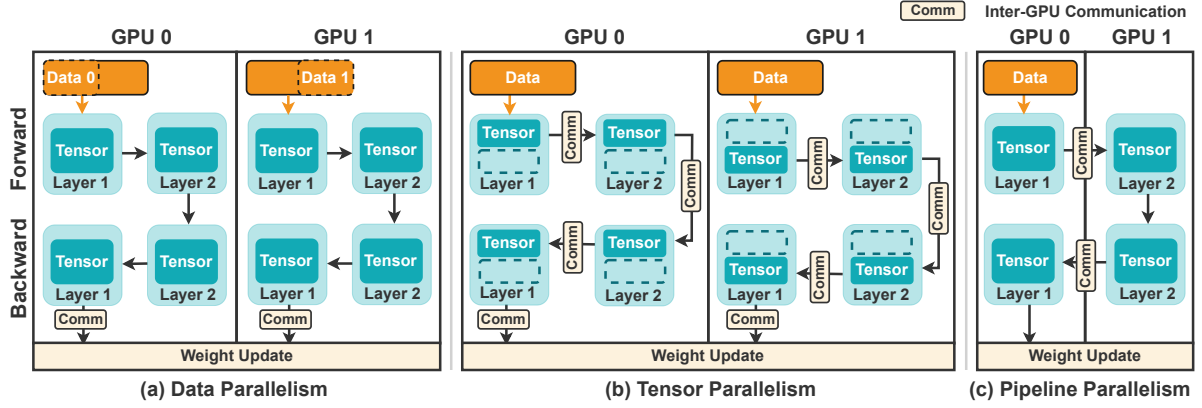 Comm Inter-GPU Communication
GPU 0 GPU 1 GPU 0 GPU 1 GPU 0 GPU 1
Data 0 Data 1 Data Data Data
Forward
Tensor Tensor Tensor Tensor Tensor Comm Tensor Tensor Comm Tensor Tensor Comm Tensor
Layer 1 Layer 2 Layer 1 Layer 2 Layer 1 Layer 2 Comm Layer 1 Layer 2 Comm Layer 1 Layer 2
Backward
Tensor Tensor Tensor Tensor Tensor Comm Tensor Tensor Comm Tensor Tensor Comm Tensor
Layer 1 Layer 2 Layer 1 Layer 2 Layer 1 Layer 2 Layer 1 Layer 2 Layer 1 Layer 2
Comm Comm Comm Comm
Weight Update Weight Update Weight Update
(a) Data Parallelism (b) Tensor Parallelism (c) Pipeline Parallelism